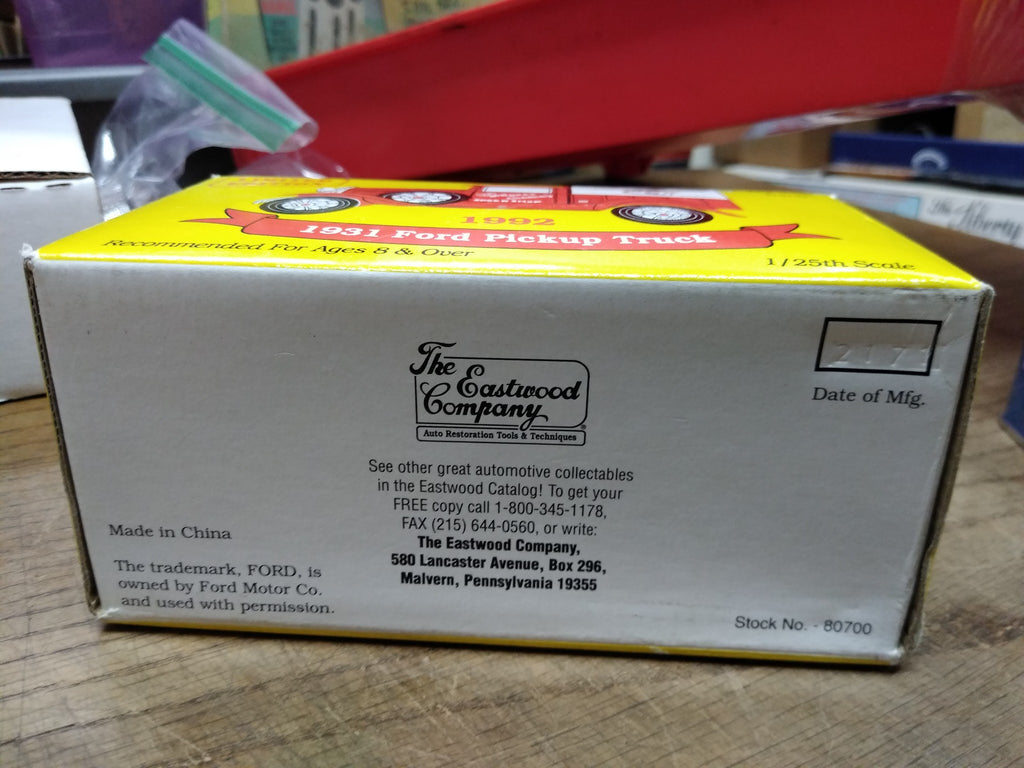 1992
1931 Ford Pickup Truck
Recommended For Ages 8 & Over
1/25th Scale
The
Eastwood
Company
®
Auto Restoration Tools & Techniques
Date of Mfg.
See other great automotive collectables
in the Eastwood Catalog! To get your
FREE copy call 1-800-345-1178,
FAX (215) 644-0560, or write:
The Eastwood Company,
580 Lancaster Avenue, Box 296,
Malvern, Pennsylvania 19355
Made in China
The trademark, FORD, is
owned by Ford Motor Co.
and used with permission.
Stock No. - 80700
The Liberty